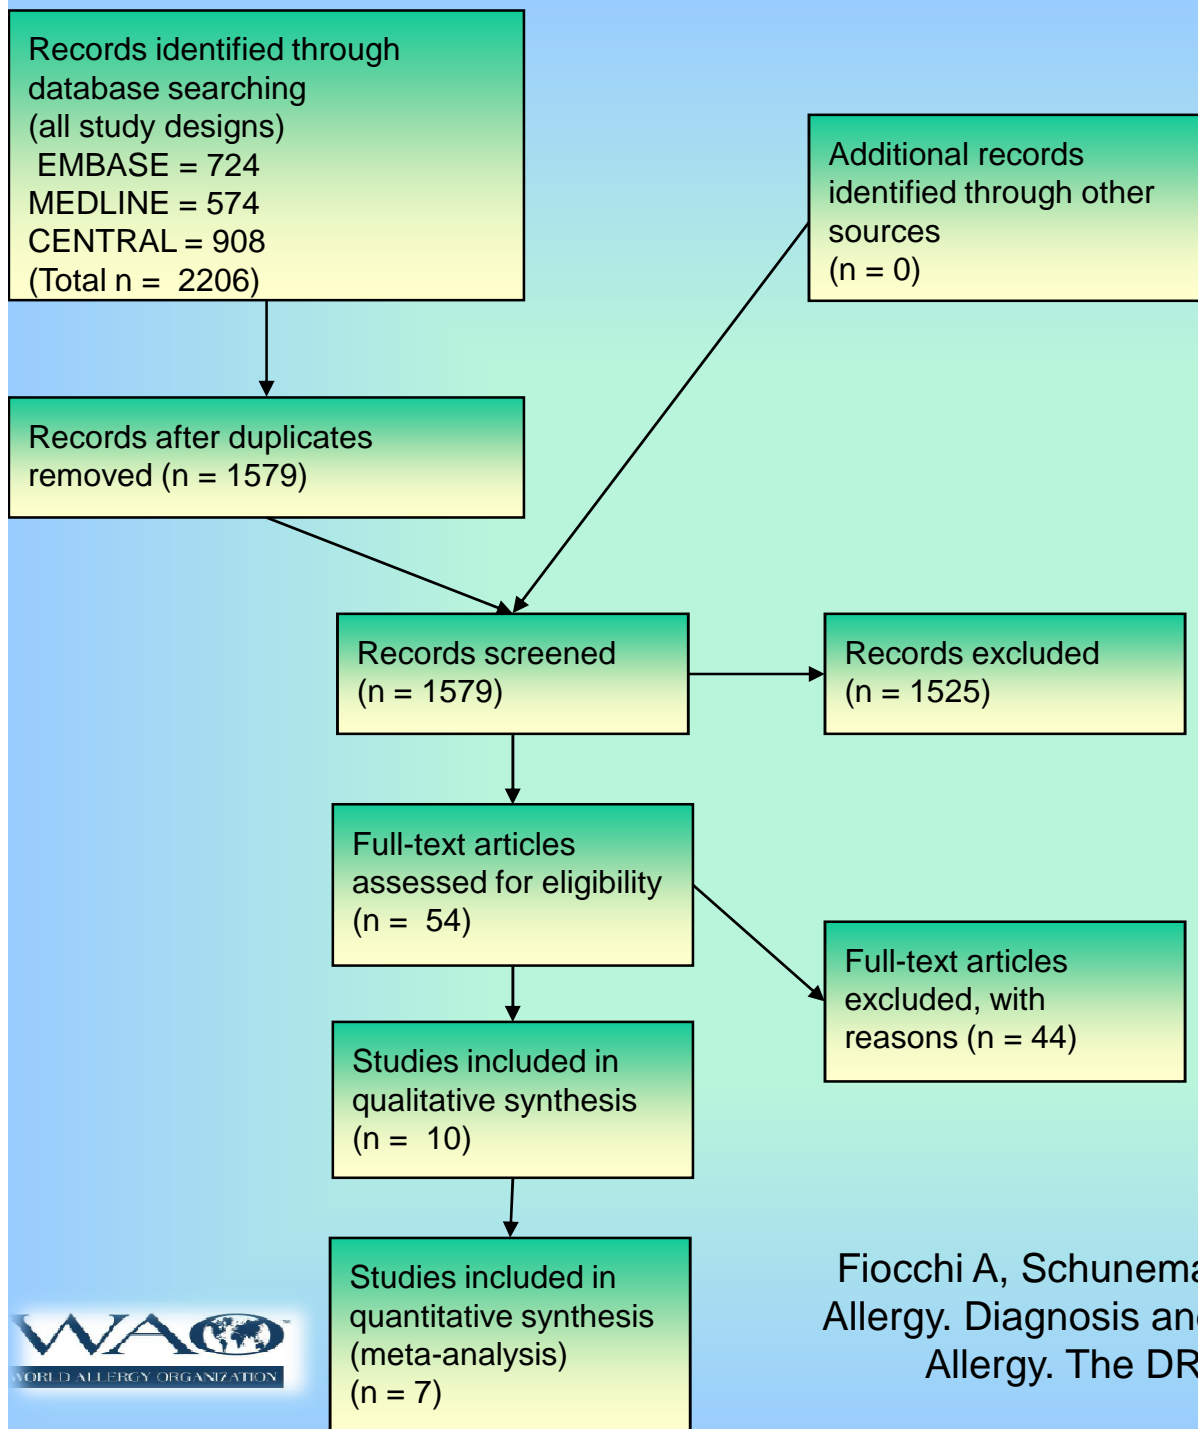 Records identified through
database searching
(all study designs)
EMBASE = 724
MEDLINE = 574
CENTRAL = 908
(Total n = 2206)
Additional records
identified through other
sources
(n = 0)
Records after duplicates
removed (n = 1579)
Records screened
(n = 1579)
Records excluded
(n = 1525)
Full-text articles
assessed for eligibility
(n = 54)
Full-text articles
excluded, with
reasons (n = 44)
Studies included in
qualitative synthesis
(n = 10)
Studies included in
quantitative synthesis
(meta-analysis)
(n = 7)
Fiocchi A, Schunema
Allergy. Diagnosis and
Allergy. The DR
WAO
WORLD ALLERGY ORGANIZATION